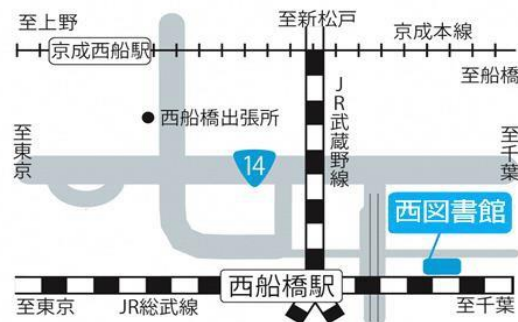 至上野
至新松戸
京成本線
京成西船駅
至船橋
JR武蔵野線
西船橋出張所
至東京
至千葉
14
西図書館
西船橋駅
至東京
JR総武線
至千葉